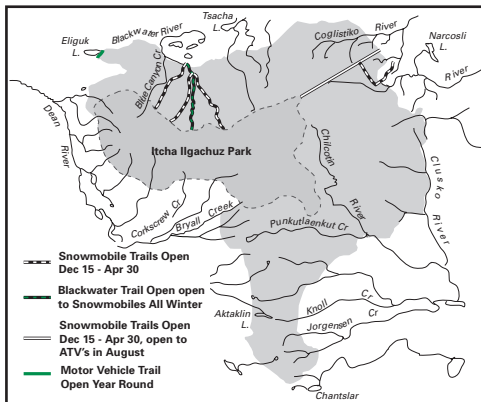 Tsacha
L.
Blackwater River
Eliguk
L.
Coglistiko River
Narcosli
L.
Blue Canyon Cr
River
Dean
River
Itcha Ilgachuz Park
Chilcotin
River
Clusko
River
Corkscrew Cr
Bryall Creek
Punkutlaenkut Cr
Snowmobile Trails Open
Dec 15 - Apr 30
Blackwater Trail Open open
to Snowmobiles All Winter
Snowmobile Trails Open
Dec 15 - Apr 30, open to
ATV's in August
Motor Vehicle Trail
Open Year Round
Aktaklin
L.
Knoll Cr
Jorgensen Cr
Chantslar